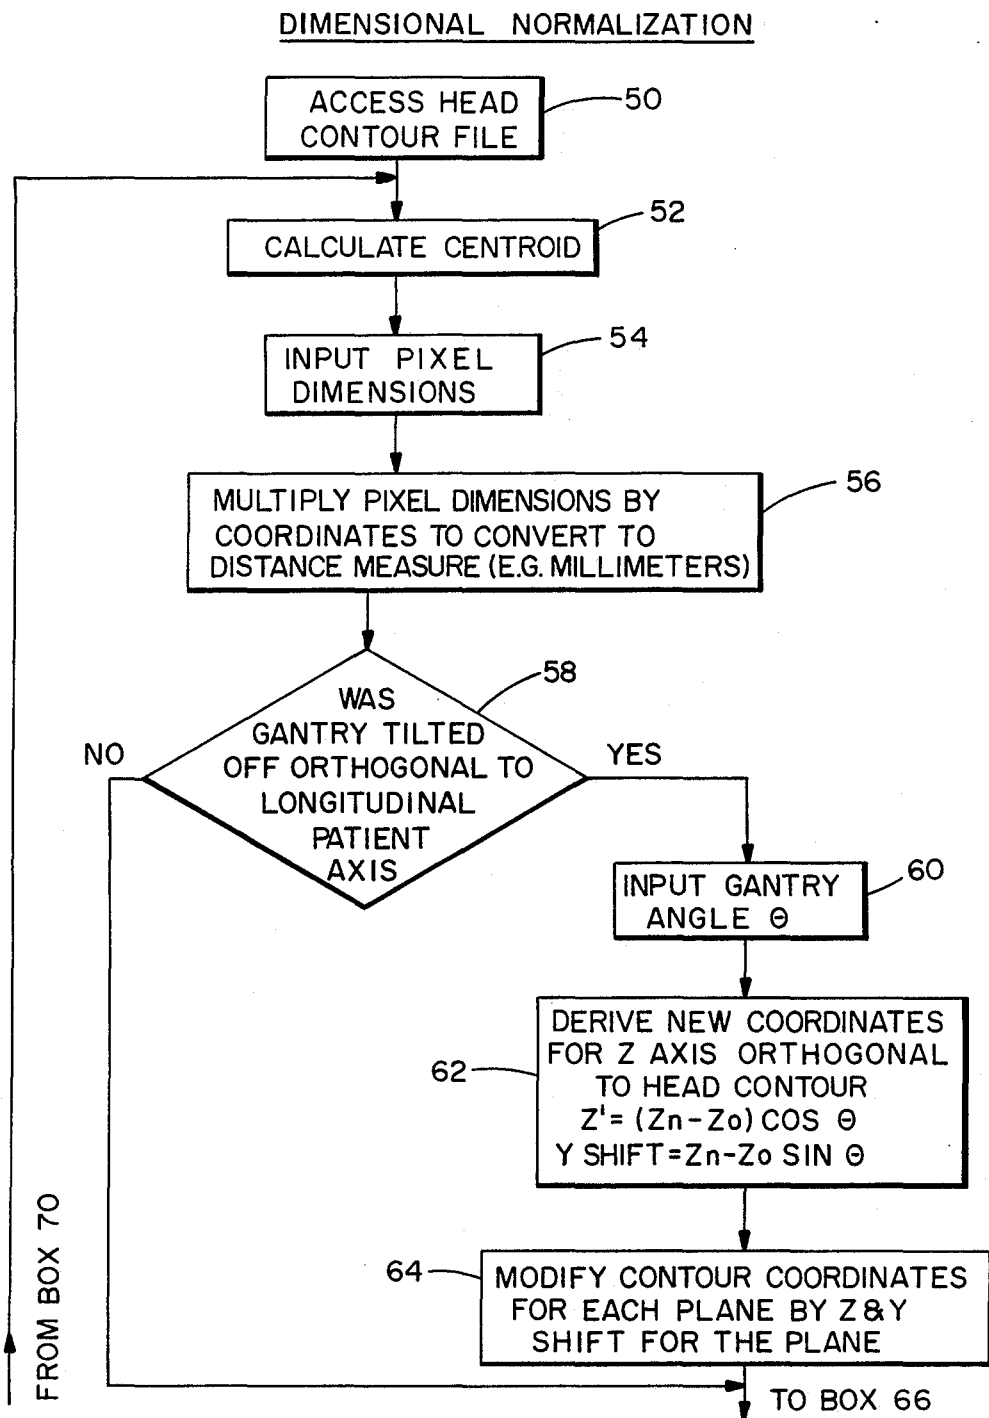 DIMENSIONAL NORMALIZATION
ACCESS HEAD
CONTOUR FILE
50
CALCULATE CENTROID
52
INPUT PIXEL
DIMENSIONS
54
MULTIPLY PIXEL DIMENSIONS BY
COORDINATES TO CONVERT TO
DISTANCE MEASURE (E.G. MILLIMETERS)
56
WAS
GANTRY TILTED
OFF ORTHOGONAL TO
LONGITUDINAL
PATIENT
AXIS
58
NO
YES
INPUT GANTRY
ANGLE Θ
60
DERIVE NEW COORDINATES
FOR Z AXIS ORTHOGONAL
TO HEAD CONTOUR
Z' = (Zn-Zo) COS Θ
Y SHIFT = Zn-Zo SIN Θ
62
MODIFY CONTOUR COORDINATES
FOR EACH PLANE BY Z & Y
SHIFT FOR THE PLANE
64
FROM BOX 70
TO BOX 66